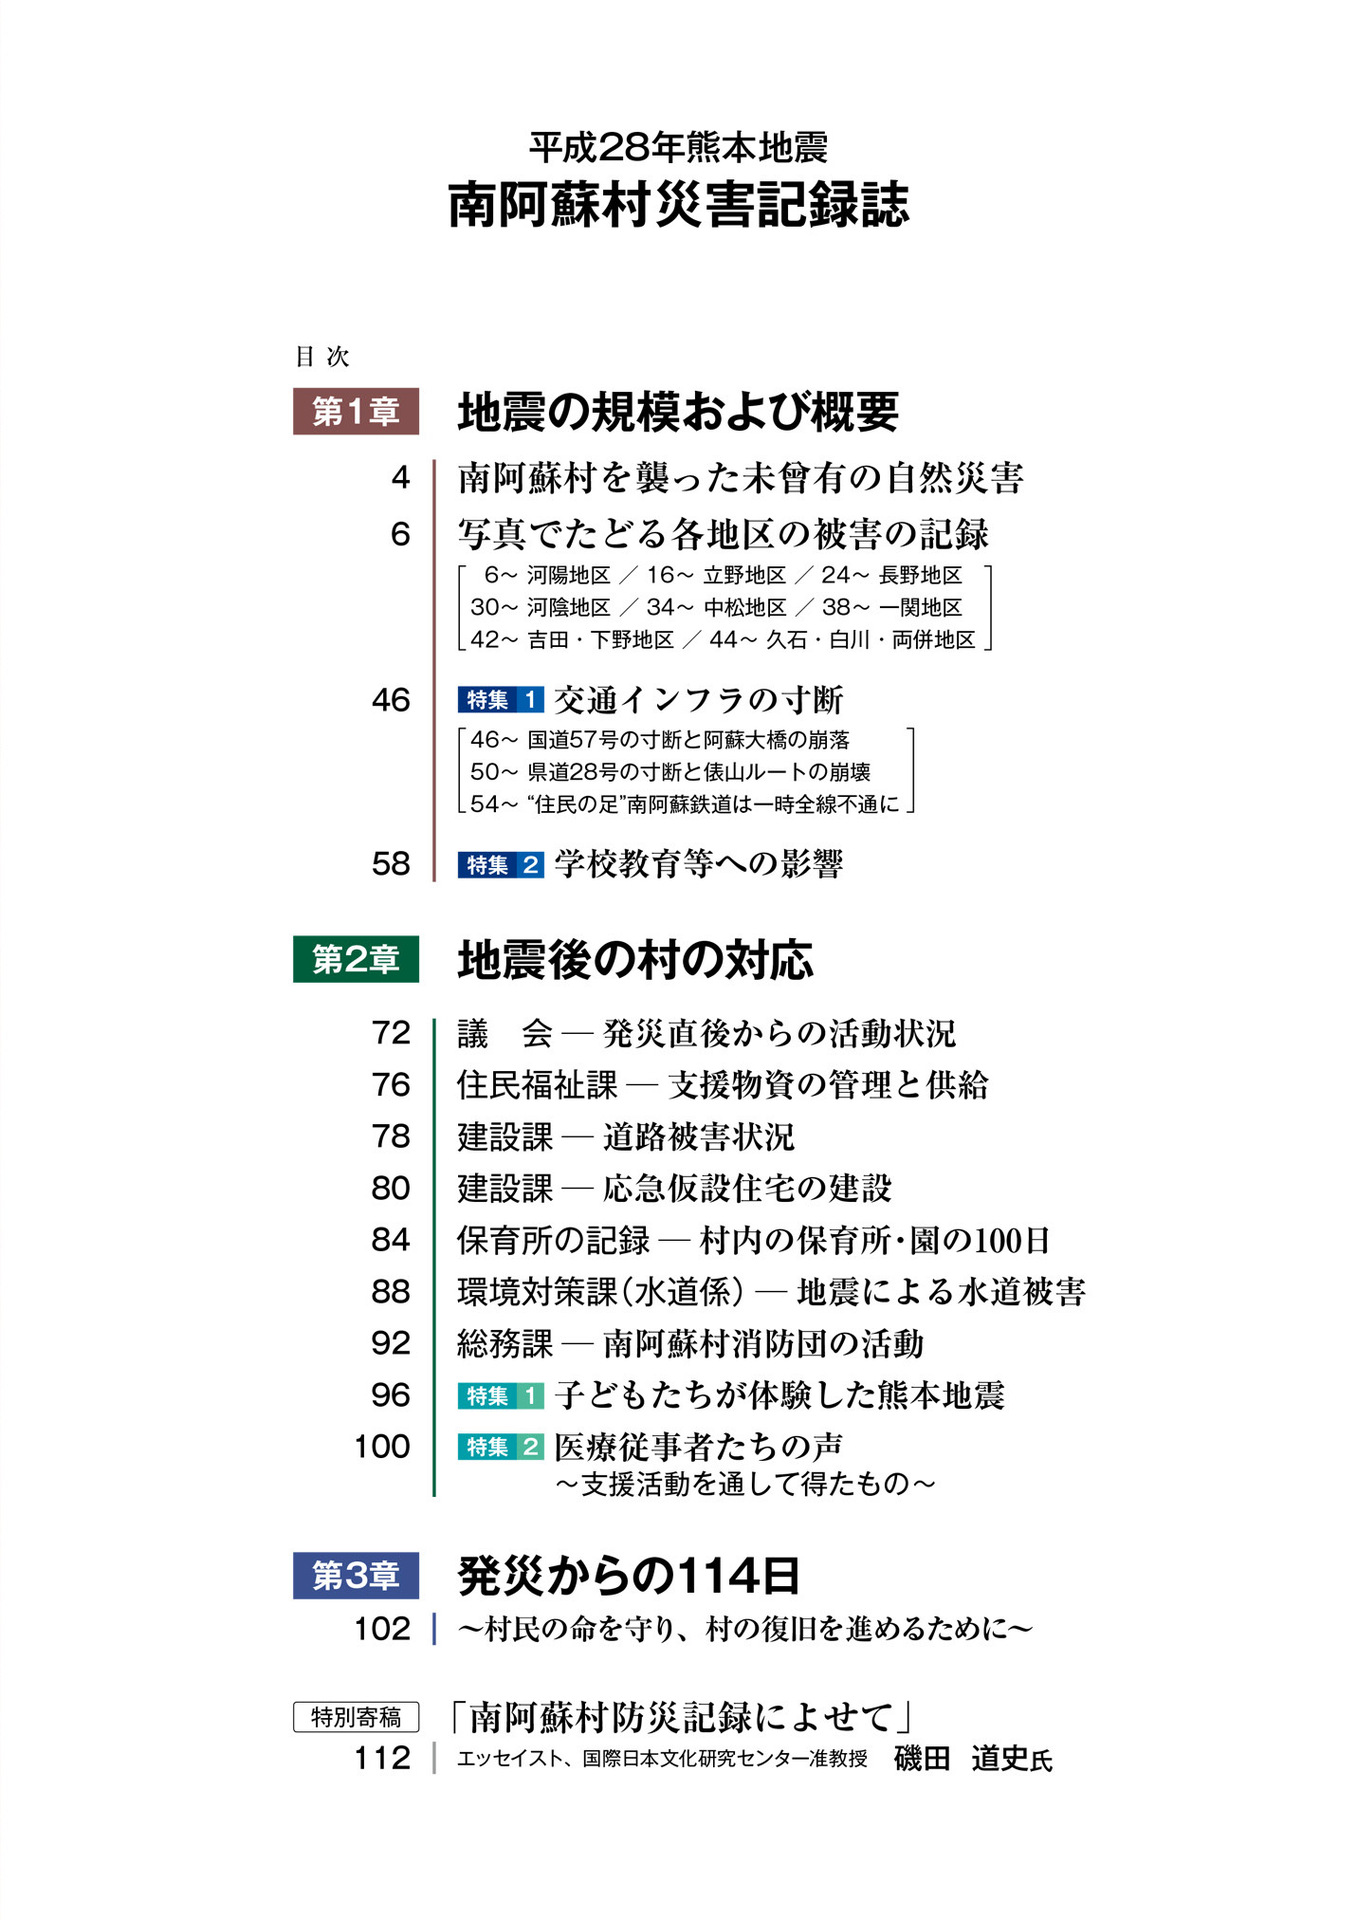 平成28年熊本地震
南阿蘇村災害記録誌
目次
第1章 地震の規模および概要
4 南阿蘇村を襲った未曾有の自然災害
6 写真でたどる各地区の被害の記録
6～ 河陽地区 ／ 16～ 立野地区 ／ 24～ 長野地区
30～ 河陰地区 ／ 34～ 中松地区 ／ 38～ 一関地区
42～ 吉田・下野地区 ／ 44～ 久石・白川・両併地区
46 特集 1 交通インフラの寸断
46～ 国道57号の寸断と阿蘇大橋の崩落
50～ 県道28号の寸断と俵山ルートの崩壊
54～ “住民の足”南阿蘇鉄道は一時全線不通に
58 特集 2 学校教育等への影響
第2章 地震後の村の対応
72 議　会 ― 発災直後からの活動状況
76 住民福祉課 ― 支援物資の管理と供給
78 建設課 ― 道路被害状況
80 建設課 ― 応急仮設住宅の建設
84 保育所の記録 ― 村内の保育所・園の100日
88 環境対策課（水道係） ― 地震による水道被害
92 総務課 ― 南阿蘇村消防団の活動
96 特集 1 子どもたちが体験した熊本地震
100 特集 2 医療従事者たちの声
～支援活動を通して得たもの～
第3章 発災からの114日
102 ～村民の命を守り、村の復旧を進めるために～
特別寄稿 「南阿蘇村防災記録によせて」
112 エッセイスト、国際日本文化研究センター准教授　磯田　道史氏